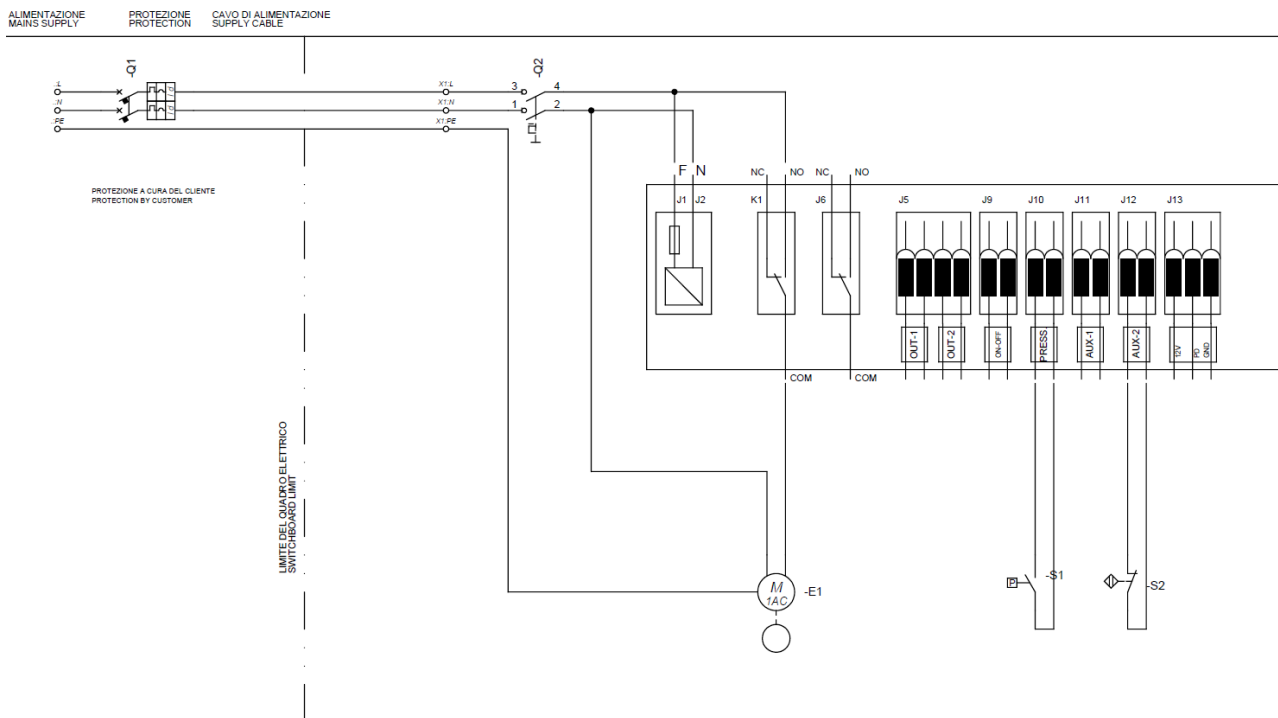 ALIMENTAZIONE
MAINS SUPPLY
PROTEZIONE
PROTECTION
CAVO DI ALIMENTAZIONE
SUPPLY CABLE
-Q1
-Q2
.:L
X1:L
3
4
.:N
X1:N
1
2
.:PE
X1:PE
PROTEZIONE A CURA DEL CLIENTE
PROTECTION BY CUSTOMER
F N
NC NO NC NO
J1 J2 K1 J6 J5 J9 J10 J11 J12 J13
OUT-1
OUT-2
ON-OFF
PRESS.
AUX-1
AUX-2
12V
PD
GND
COM COM
LIMITE DEL QUADRO ELETTRICO
SWITCHBOARD LIMIT
M
1AC
-E1
P
-S1
-S2